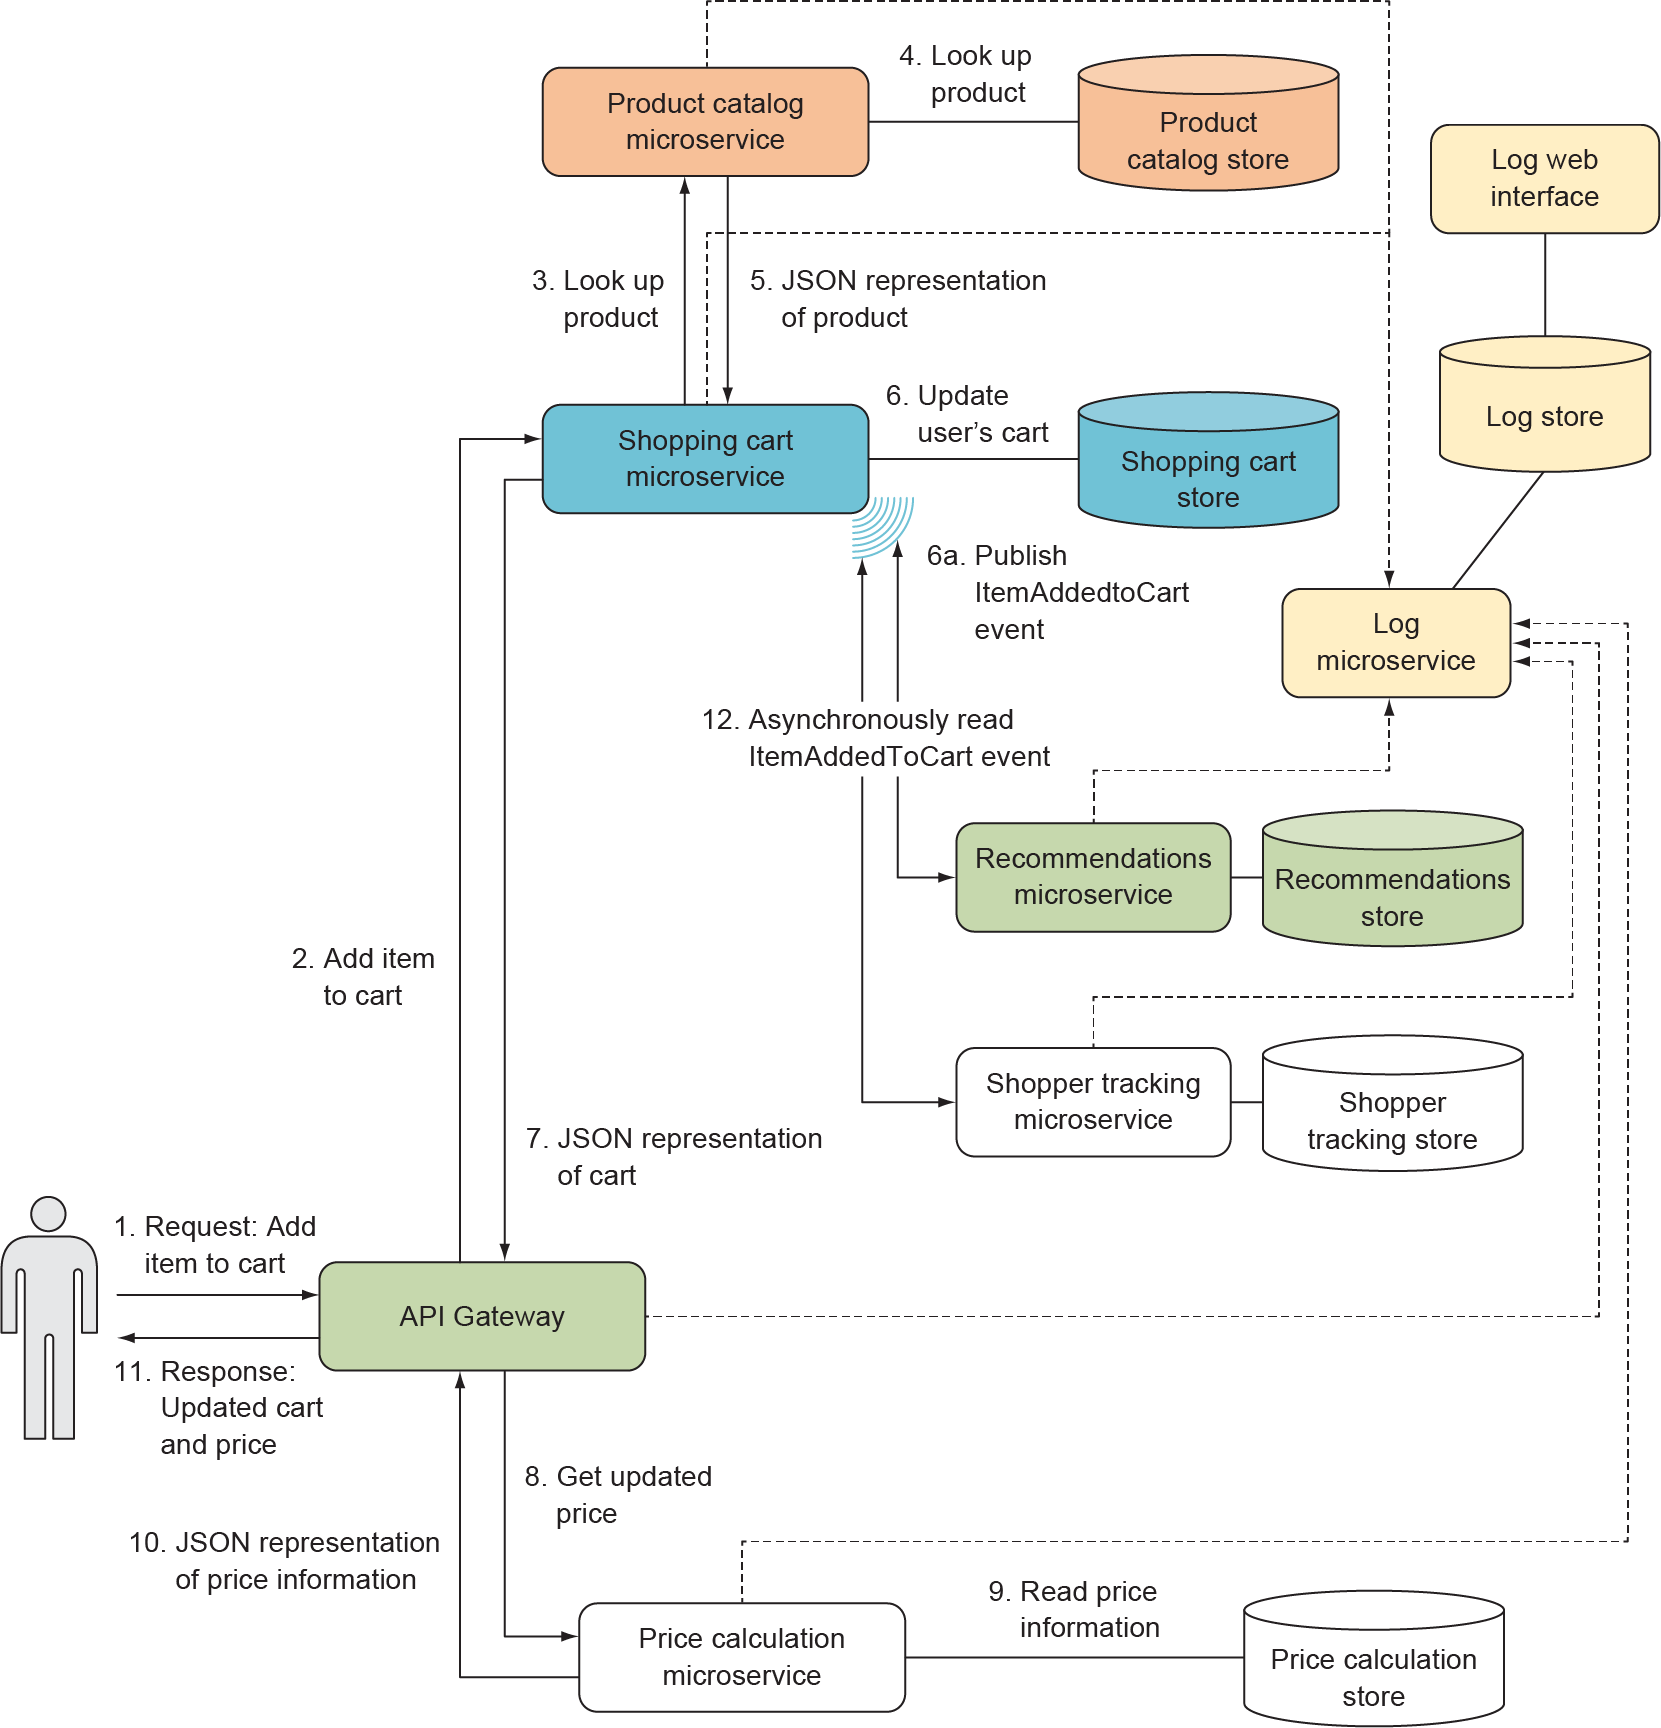 4. Look up
product
Product catalog
microservice
Product
catalog store
Log web
interface
3. Look up
product
5. JSON representation
of product
6. Update
user’s cart
Log store
Shopping cart
microservice
Shopping cart
store
6a. Publish
ItemAddedtoCart
event
Log
microservice
12. Asynchronously read
ItemAddedToCart event
Recommendations
microservice
Recommendations
store
2. Add item
to cart
Shopper tracking
microservice
Shopper
tracking store
7. JSON representation
of cart
1. Request: Add
item to cart
API Gateway
11. Response:
Updated cart
and price
8. Get updated
price
10. JSON representation
of price information
9. Read price
information
Price calculation
microservice
Price calculation
store